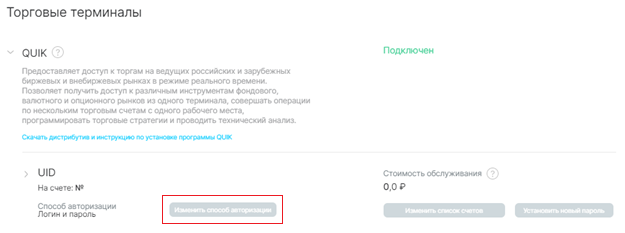 Торговые терминалы
QUIK ?
Подключен
Предоставляет доступ к торгам на ведущих российских и зарубежных
биржевых и внебиржевых рынках в режиме реального времени.
Позволяет получить доступ к различным инструментам фондового,
валютного и опционного рынков из одного терминала, совершать операции
по нескольким торговым счетам с одного рабочего места,
программировать торговые стратегии и проводить технический анализ.
Скачать дистрибутив и инструкцию по установке программы QUIK
UID
Стоимость обслуживания ?
На счете: №
0,0 ₽
Способ авторизации
Логин и пароль
Изменить способ авторизации
Изменить список счетов
Установить новый пароль